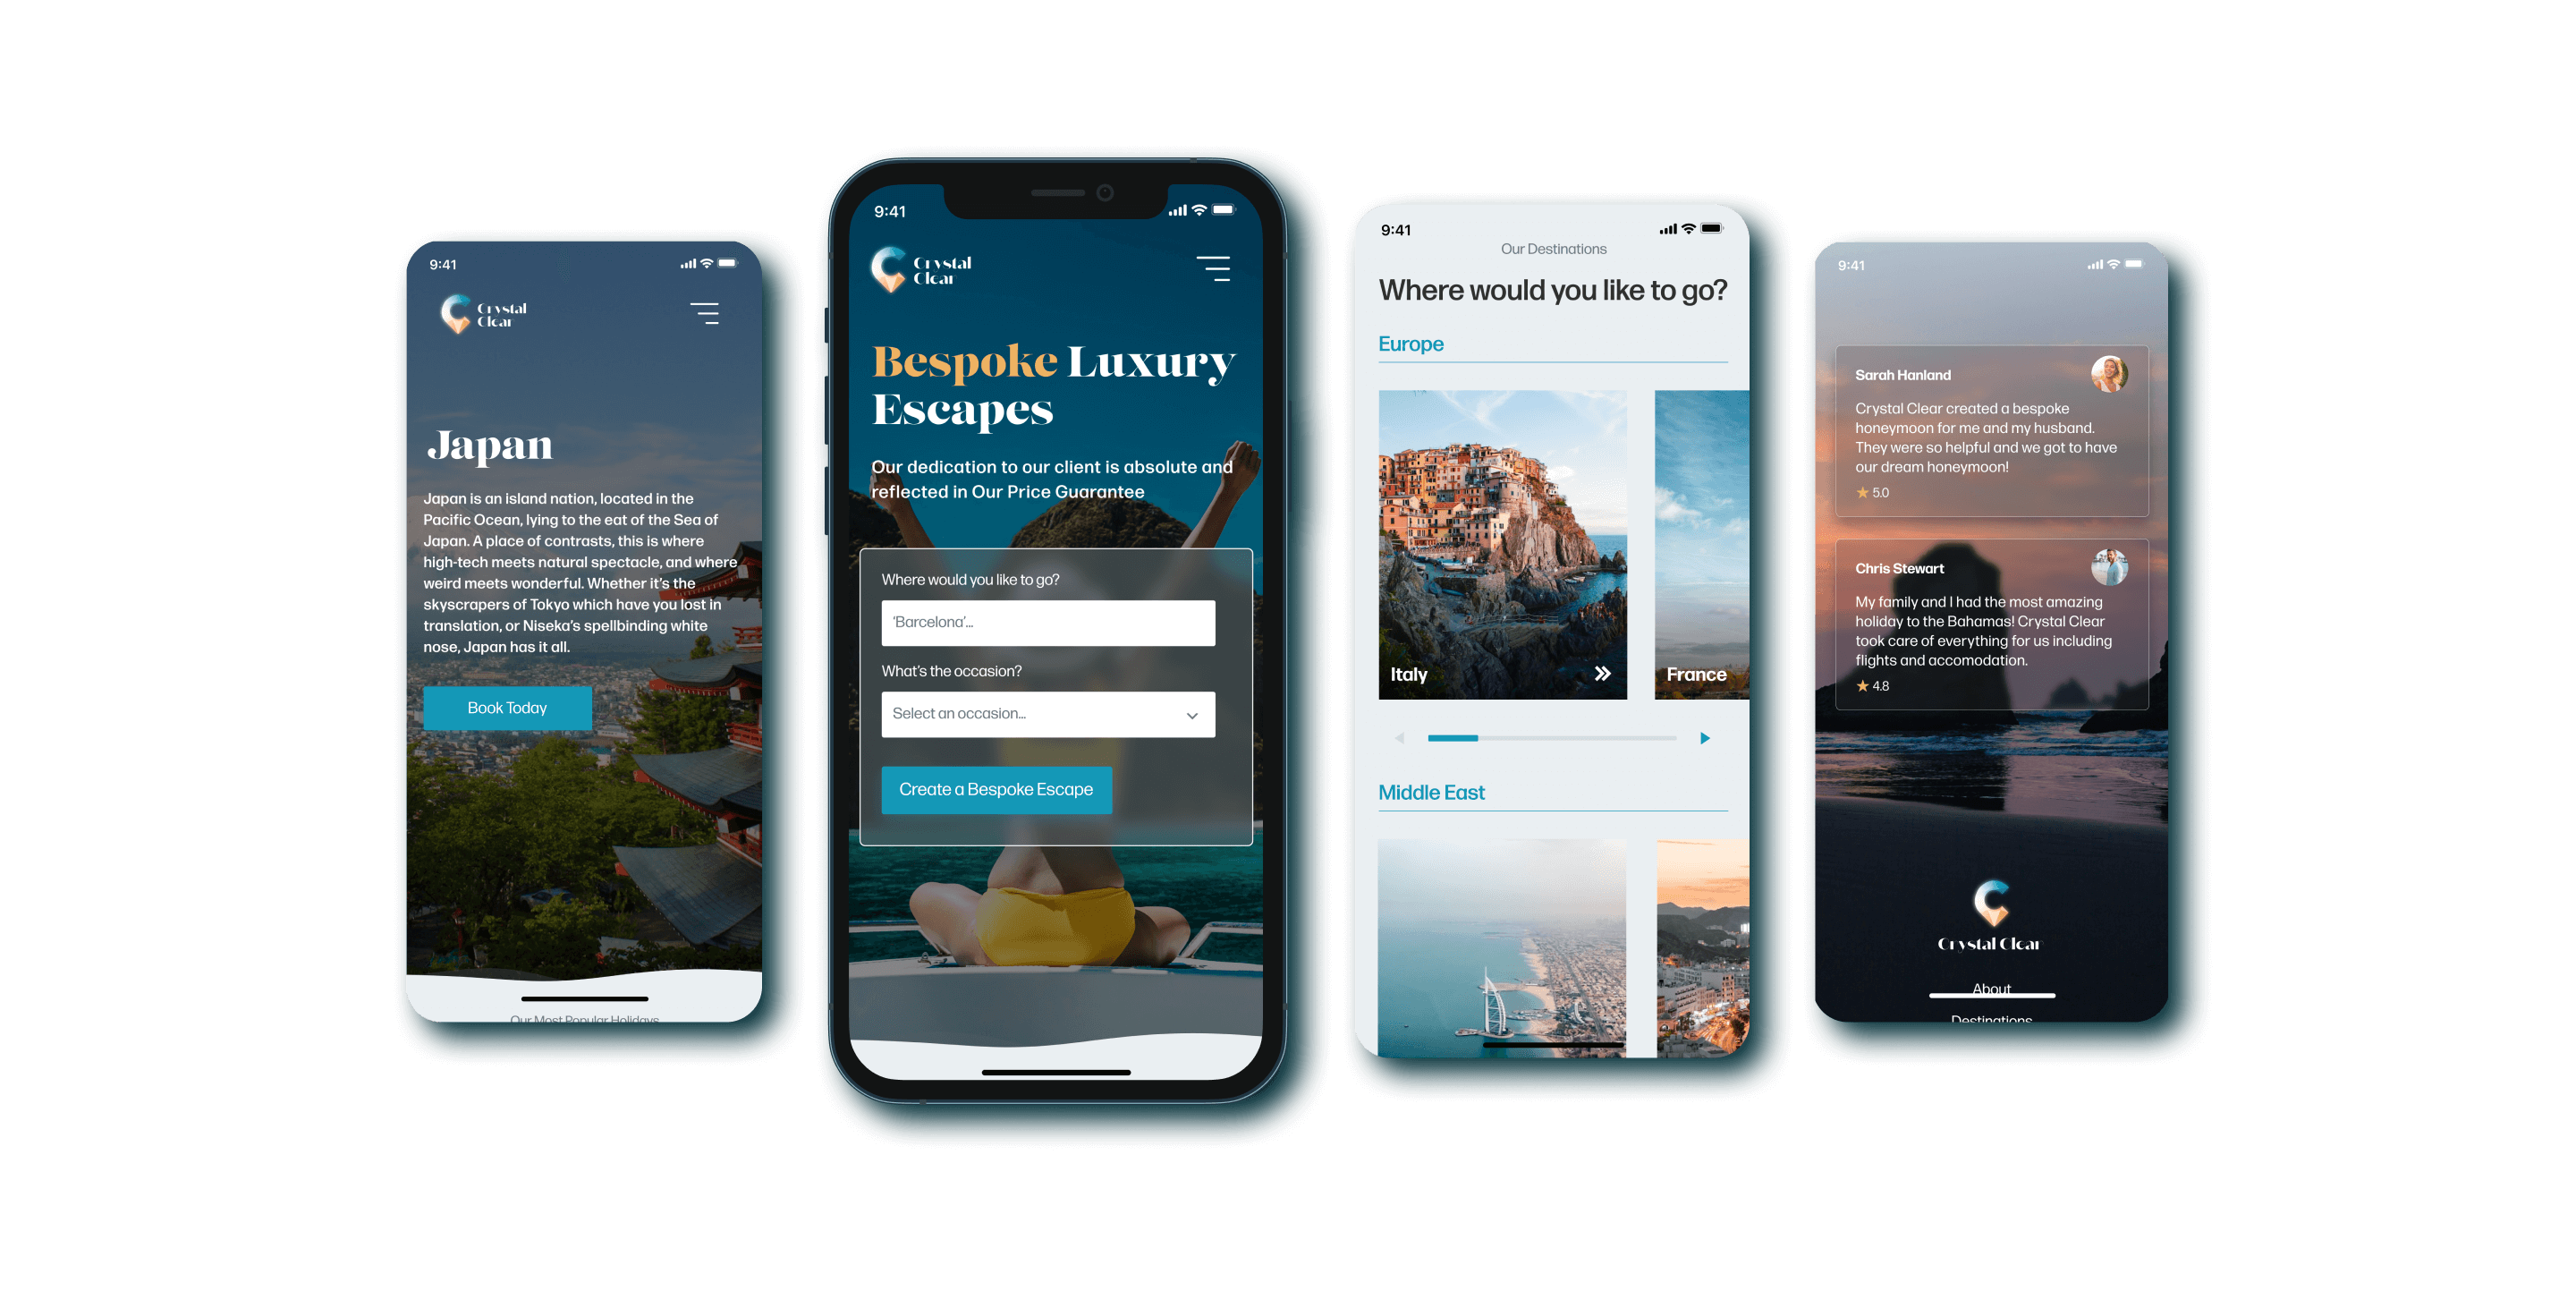 9:41
Crystal
Clear
Japan
Japan is an island nation, located in the
Pacific Ocean, lying to the eat of the Sea of
Japan. A place of contrasts, this is where
high-tech meets natural spectacle, and where
weird meets wonderful. Whether it's the
skyscrapers of Tokyo which have you lost in
translation, or Niseka's spellbinding white
nose, Japan has it all.
Book Today
Our Most Popular Holidays
9:41
Crystal
Clear
Bespoke Luxury
Escapes
Our dedication to our client is absolute and
reflected in Our Price Guarantee
Where would you like to go?
'Barcelona'...
What's the occasion?
Select an occasion...
Create a Bespoke Escape
9:41
Our Destinations
Where would you like to go?
Europe
Italy
France
Middle East
9:41
Sarah Hanland
Crystal Clear created a bespoke
honeymoon for me and my husband.
They were so helpful and we got to have
our dream honeymoon!
★ 5.0
Chris Stewart
My family and I had the most amazing
holiday to the Bahamas! Crystal Clear
took care of everything for us including
flights and accomodation.
★ 4.8
Crystal Clear
About
Destinations